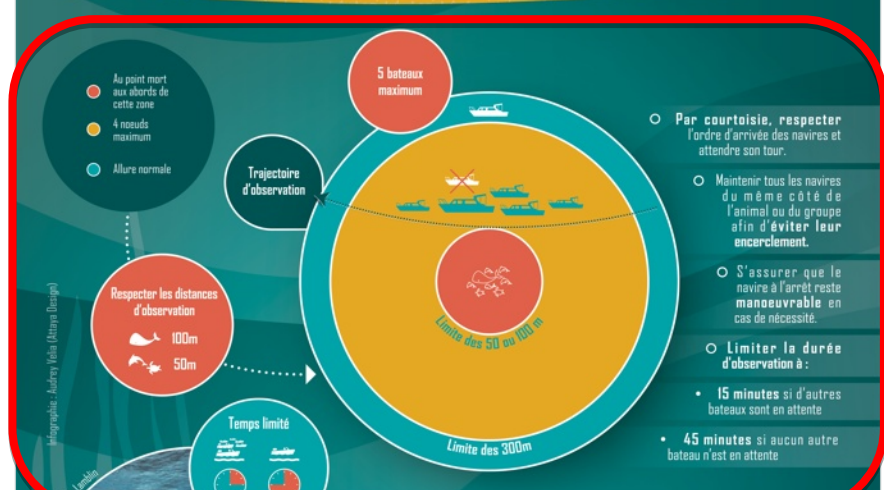 Au point mort
aux abords de
cette zone
4 noeuds
maximum
Allure normale
5 bateaux
maximum
Trajectoire
d'observation
Respecter les distances
d'observation
100m
50m
Limite des 50 ou 100 m
Limite des 300m
Temps limité
Par courtoisie, respecter
l'ordre d'arrivée des navires et
attendre son tour.
Maintenir tous les navires
du même côté de
l'animal ou du groupe
afin d'éviter leur
encerclement.
S'assurer que le
navire à l'arrêt reste
manoeuvrable en
cas de nécessité.
Limiter la durée
d'observation à :
• 15 minutes si d'autres
bateaux sont en attente
• 45 minutes si aucun autre
bateau n'est en attente
Infographie : Audrey Velia (Attaya Design)
Lamblin